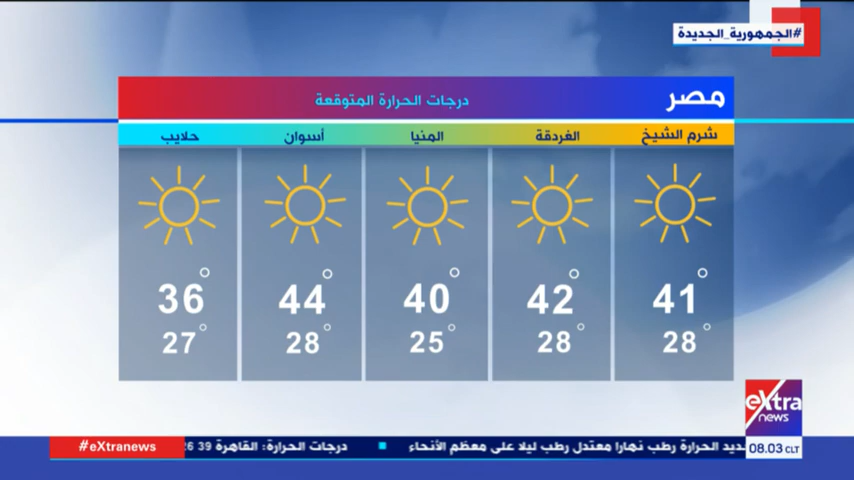 #الجمهورية_الجديدة
مصر
درجات الحرارة المتوقعة
شرم الشيخ
الغردقة
المنيا
أسوان
حلايب
41°
42°
40°
44°
36°
28°
28°
25°
28°
27°
eXtra
news
08.03 CLT
الحرارة رطب نهارا معتدل رطب ليلا على معظم الأنحاء ■ درجات الحرارة: القاهرة 39 26
#eXtranews